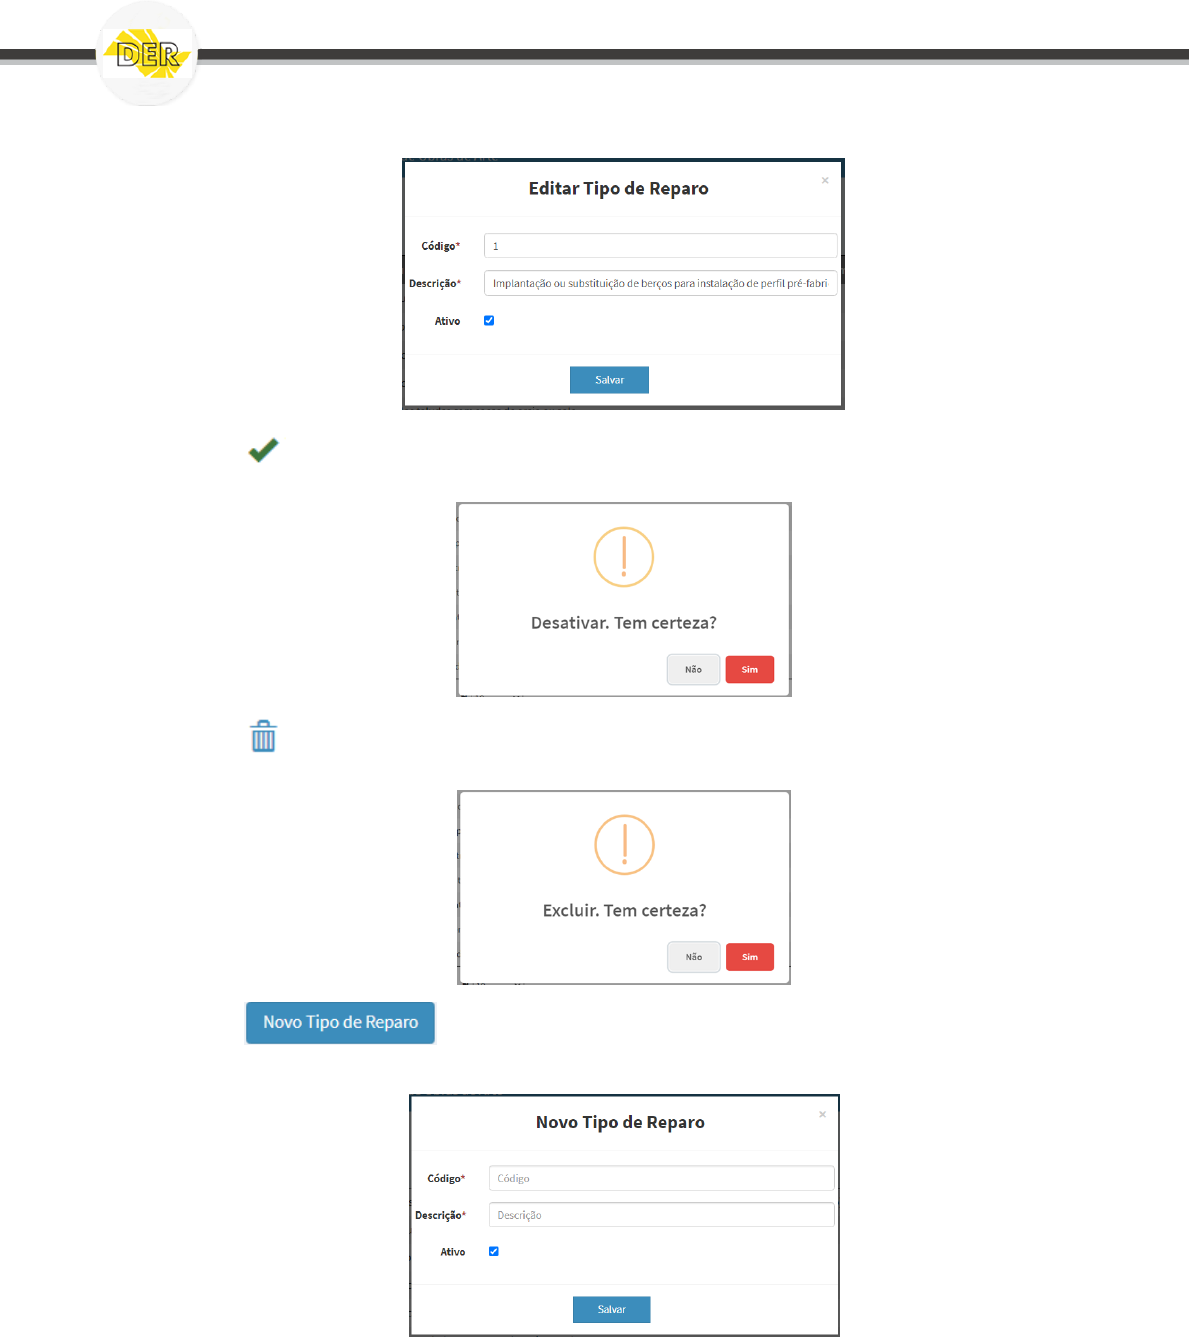 DER
Editar Tipo de Reparo
×
Código* 1
Descrição* Implantação ou substituição de berços para instalação de perfil pré-fabri
Ativo
Salvar
Desativar. Tem certeza?
Não Sim
Excluir. Tem certeza?
Não Sim
Novo Tipo de Reparo
Novo Tipo de Reparo
×
Código* Código
Descrição* Descrição
Ativo
Salvar